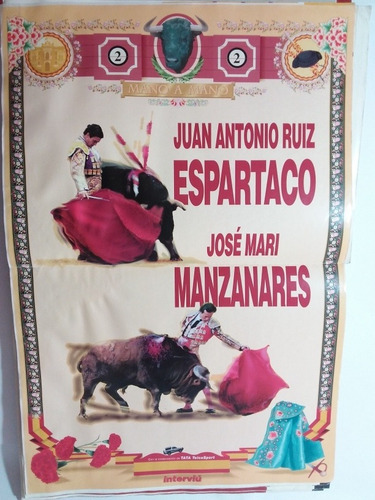 2
2
MANO A MANO
JUAN ANTONIO RUIZ
ESPARTACO
JOSÉ MARI
MANZANARES
interviú